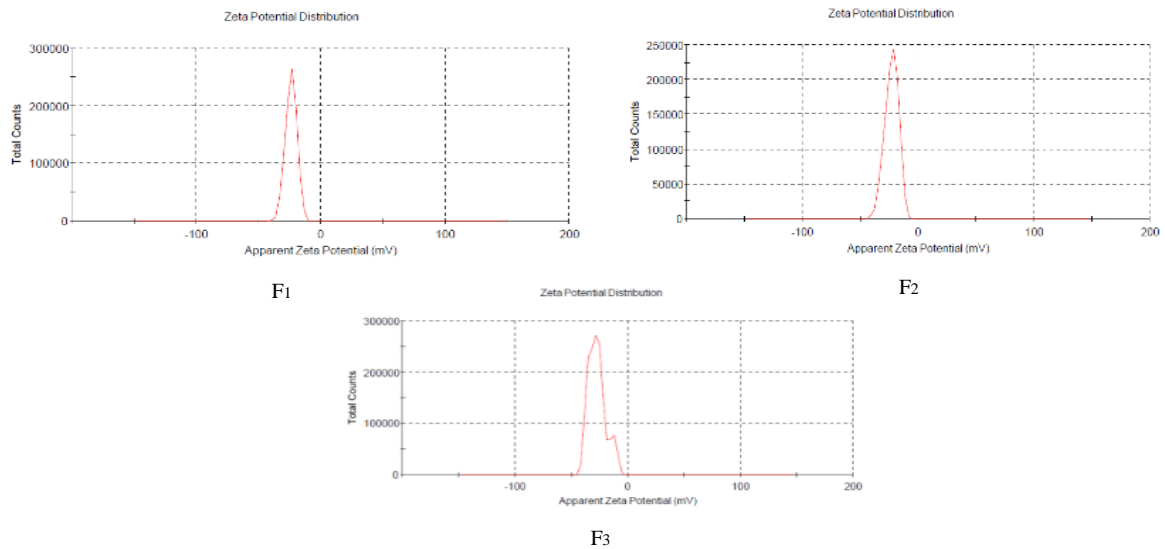 Zeta Potential Distribution
300000
200000
100000
0
Total Counts
-100 0 100 200
Apparent Zeta Potential (mV)
F1
Zeta Potential Distribution
250000
200000
150000
100000
50000
0
Total Counts
-100 0 100 200
Apparent Zeta Potential (mV)
F2
Zeta Potential Distribution
300000
200000
100000
0
Total Counts
-100 0 100 200
Apparent Zeta Potential (mV)
F3